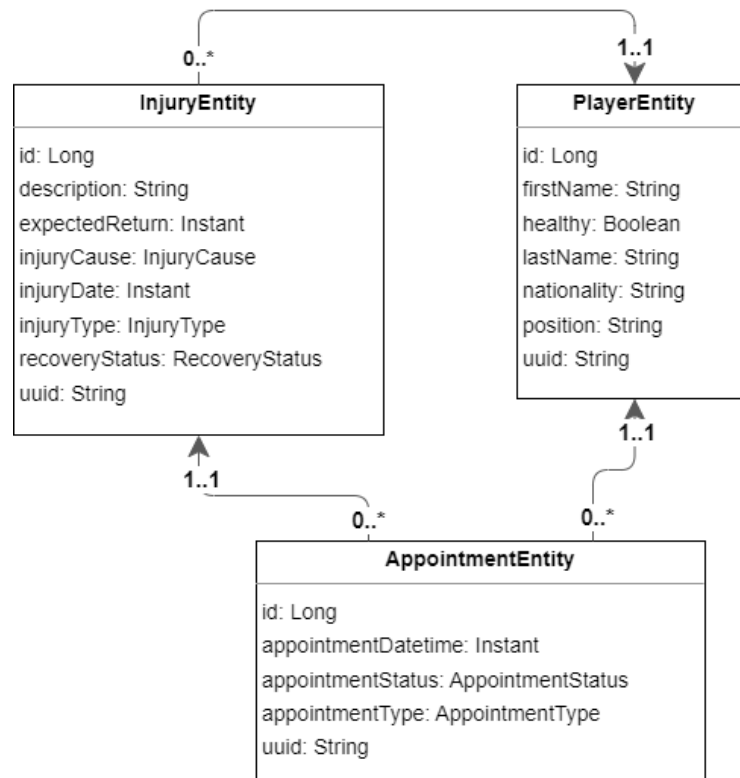 0..*
1..1
InjuryEntity
id: Long
description: String
expectedReturn: Instant
injuryCause: InjuryCause
injuryDate: Instant
injuryType: InjuryType
recoveryStatus: RecoveryStatus
uuid: String
PlayerEntity
id: Long
firstName: String
healthy: Boolean
lastName: String
nationality: String
position: String
uuid: String
1..1
1..1
0..*
0..*
AppointmentEntity
id: Long
appointmentDatetime: Instant
appointmentStatus: AppointmentStatus
appointmentType: AppointmentType
uuid: String